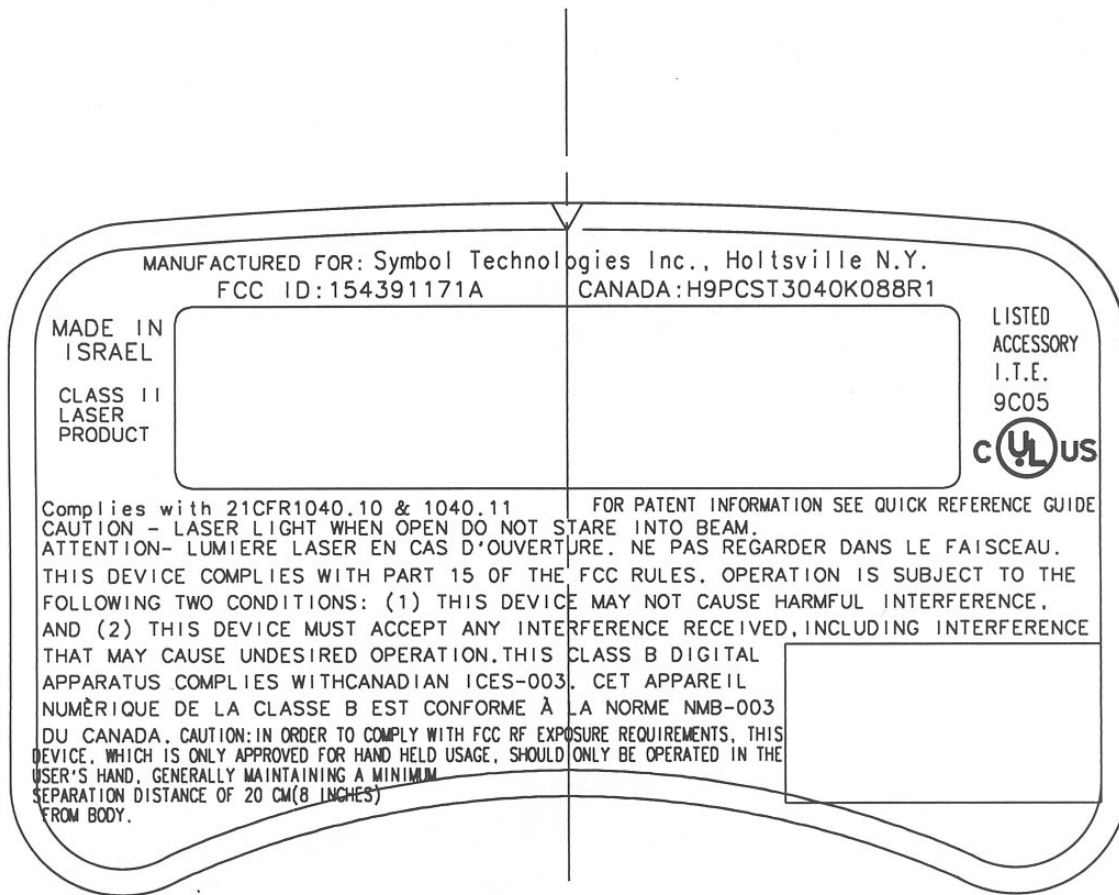 MANUFACTURED FOR: Symbol Technologies Inc., Holtsville N.Y.
FCC ID:154391171A CANADA:H9PCST3040K088R1
MADE IN
ISRAEL
CLASS II
LASER
PRODUCT
LISTED
ACCESSORY
I.T.E.
9C05
C UL US
Complies with 21CFR1040.10 & 1040.11 FOR PATENT INFORMATION SEE QUICK REFERENCE GUIDE
CAUTION - LASER LIGHT WHEN OPEN DO NOT STARE INTO BEAM.
ATTENTION- LUMIERE LASER EN CAS D'OUVERTURE. NE PAS REGARDER DANS LE FAISCEAU.
THIS DEVICE COMPLIES WITH PART 15 OF THE FCC RULES. OPERATION IS SUBJECT TO THE
FOLLOWING TWO CONDITIONS: (1) THIS DEVICE MAY NOT CAUSE HARMFUL INTERFERENCE,
AND (2) THIS DEVICE MUST ACCEPT ANY INTERFERENCE RECEIVED,INCLUDING INTERFERENCE
THAT MAY CAUSE UNDESIRED OPERATION.THIS CLASS B DIGITAL
APPARATUS COMPLIES WITHCANADIAN ICES-003. CET APPAREIL
NUMÈRIQUE DE LA CLASSE B EST CONFORME À LA NORME NMB-003
DU CANADA. CAUTION: IN ORDER TO COMPLY WITH FCC RF EXPOSURE REQUIREMENTS, THIS
DEVICE, WHICH IS ONLY APPROVED FOR HAND HELD USAGE, SHOULD ONLY BE OPERATED IN THE
USER'S HAND, GENERALLY MAINTAINING A MINIMUM
SEPARATION DISTANCE OF 20 CM(8 INCHES)
FROM BODY.